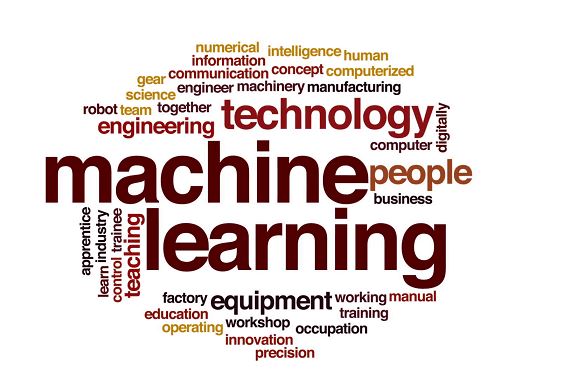 numerical intelligence human
information
communication concept computerized
gear engineer machinery manufacturing
science
robot team together technology digitally
engineering
computer
machine people
business
learning
apprentice
learn industry
control trainee
teaching
factory equipment working manual
education training
operating workshop occupation
innovation
precision